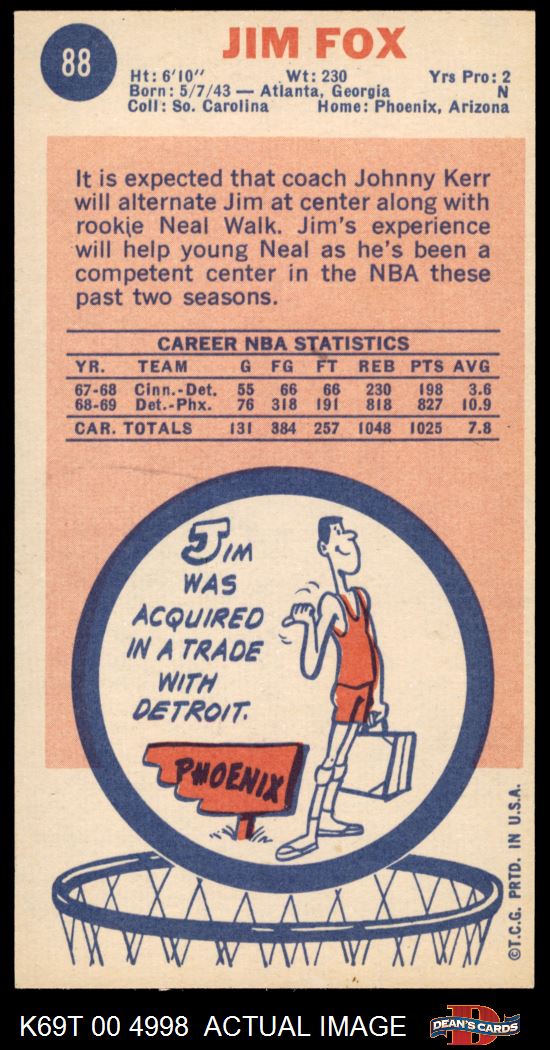 88
JIM FOX
Ht: 6'10" Wt: 230 Yrs Pro: 2
Born: 5/7/43 — Atlanta, Georgia N
Coll: So. Carolina Home: Phoenix, Arizona
It is expected that coach Johnny Kerr
will alternate Jim at center along with
rookie Neal Walk. Jim's experience
will help young Neal as he's been a
competent center in the NBA these
past two seasons.
CAREER NBA STATISTICS
YR. TEAM G FG FT REB PTS AVG
67-68 Cinn.-Det. 55 66 66 230 198 3.6
68-69 Det.-Phx. 76 318 191 818 827 10.9
CAR. TOTALS 131 384 257 1048 1025 7.8
JIM
WAS
ACQUIRED
IN A TRADE
WITH
DETROIT.
PHOENIX
©T.C.G. PRTD. IN U.S.A.
K69T 00 4998 ACTUAL IMAGE
D
DEAN'S CARDS